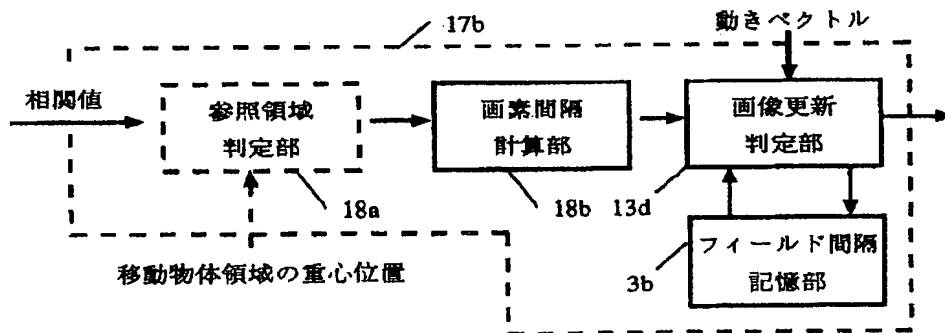 17b
動きベクトル
相関値
参照領域
判定部
画素間隔
計算部
画像更新
判定部
18a
18b
13d
移動物体領域の重心位置
3b
フィールド間隔
記憶部